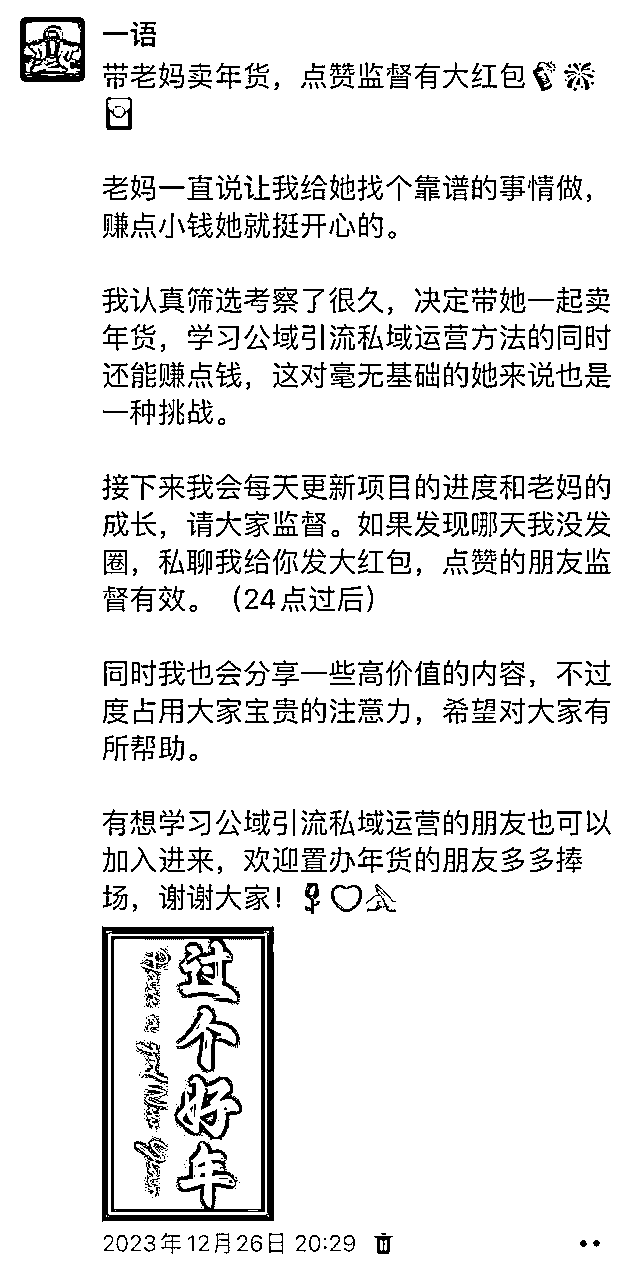 一语
带老妈卖年货，点赞监督有大红包🧨🎆
🧧
老妈一直说让我给她找个靠谱的事情做，
赚点小钱她就挺开心的。
我认真筛选考察了很久，决定带她一起卖
年货，学习公域引流私域运营方法的同时
还能赚点钱，这对毫无基础的她来说也是
一种挑战。
接下来我会每天更新项目的进度和老妈的
成长，请大家监督。如果发现哪天我没发
圈，私聊我给你发大红包，点赞的朋友监
督有效。（24点过后）
同时我也会分享一些高价值的内容，不过
度占用大家宝贵的注意力，希望对大家有
所帮助。
有想学习公域引流私域运营的朋友也可以
加入进来，欢迎置办年货的朋友多多捧
场，谢谢大家！🌹❤️🙏
过个好年
2023年12月26日 20:29